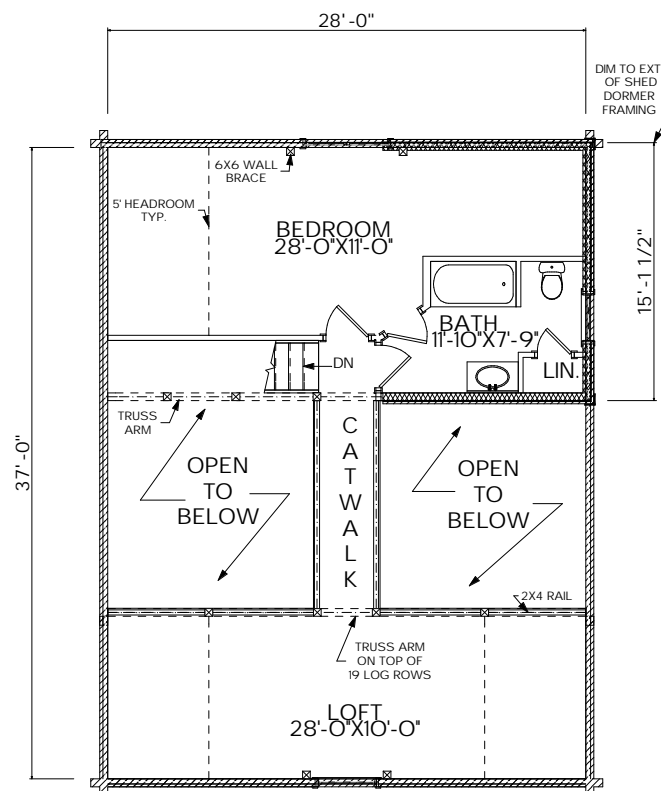 28'-0"
DIM TO EXT
OF SHED
DORMER
FRAMING
6X6 WALL
BRACE
5' HEADROOM
TYP.
BEDROOM
28'-0"X11'-0"
15'-1 1/2"
BATH
11'-10"X7'-9"
LIN.
DN
TRUSS
ARM
37'-0"
OPEN
TO
BELOW
C
A
T
W
A
L
K
OPEN
TO
BELOW
2X4 RAIL
TRUSS ARM
ON TOP OF
19 LOG ROWS
LOFT
28'-0"X10'-0"